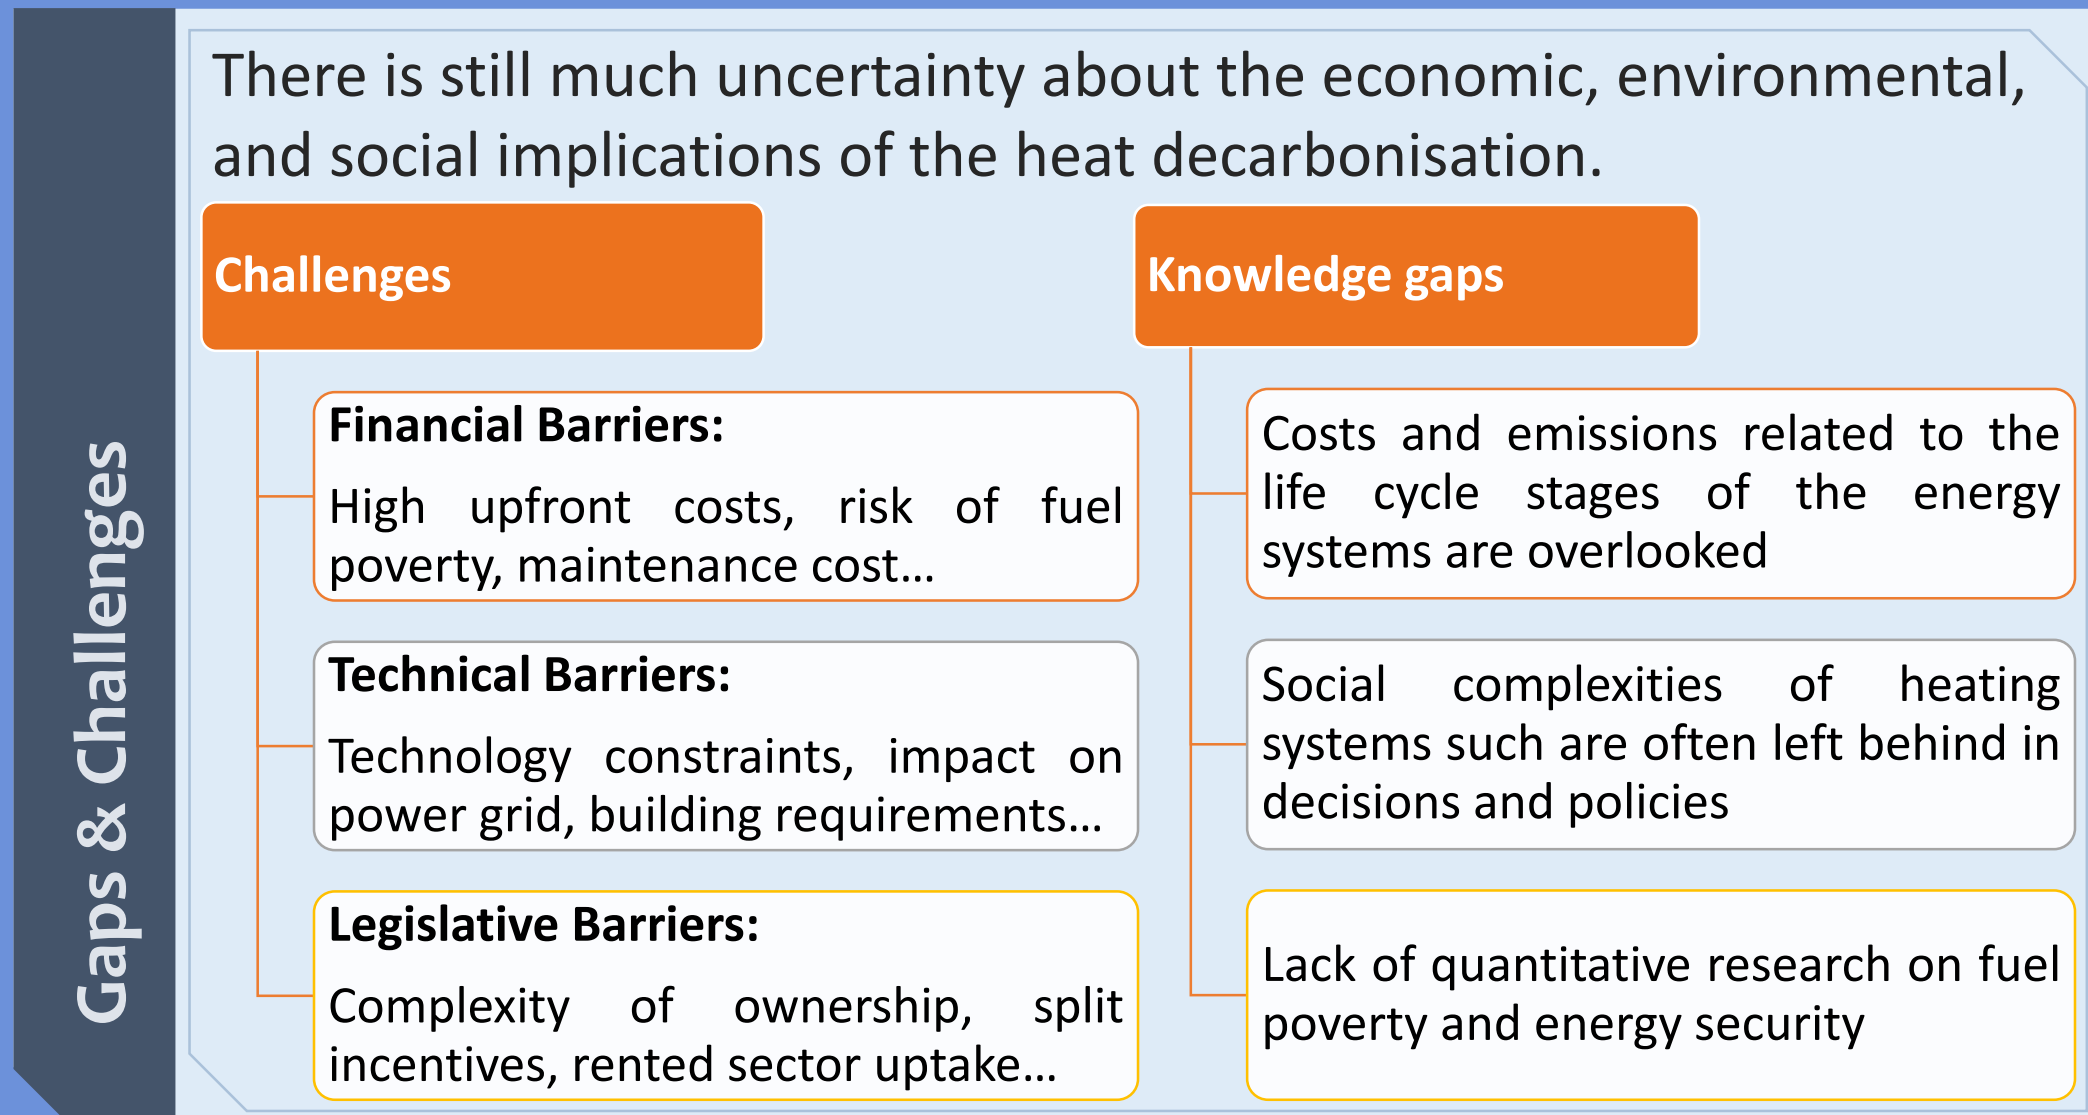 Gaps & Challenges
There is still much uncertainty about the economic, environmental,
and social implications of the heat decarbonisation.
Challenges
Financial Barriers:
High upfront costs, risk of fuel
poverty, maintenance cost...
Technical Barriers:
Technology constraints, impact on
power grid, building requirements...
Legislative Barriers:
Complexity of ownership, split
incentives, rented sector uptake...
Knowledge gaps
Costs and emissions related to the
life cycle stages of the energy
systems are overlooked
Social complexities of heating
systems such are often left behind in
decisions and policies
Lack of quantitative research on fuel
poverty and energy security